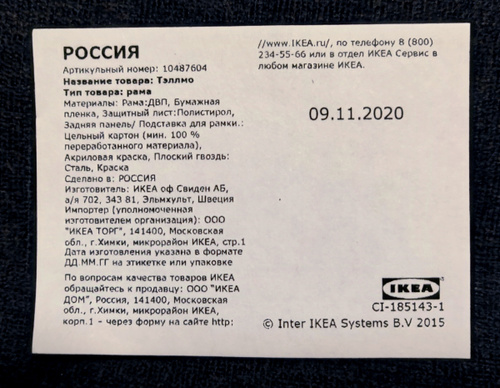 РОССИЯ
Артикульный номер: 10487604
Название товара: Тэллмо
Тип товара: рама
Материалы: Рама:ДВП, Бумажная
пленка, Защитный лист:Полистирол,
Задняя панель/ Подставка для рамки.:
Цельный картон (мин. 100 %
переработанного материала),
Акриловая краска, Плоский гвоздь:
Сталь, Краска
Сделано в: РОССИЯ
Изготовитель: ИКЕА оф Свиден АБ,
а/я 702, 343 81, Эльмхульт, Швеция
Импортер (уполномоченная
изготовителем организация): ООО
"ИКЕА ТОРГ", 141400, Московская
обл., г.Химки, микрорайон ИКЕА, стр.1
Дата изготовления указана в формате
ДД.ММ.ГГ на этикетке или упаковке
По вопросам качества товаров ИКЕА
обращайтесь к продавцу: ООО "ИКЕА
ДОМ", Россия, 141400, Московская
обл., г.Химки, микрорайон ИКЕА,
корп.1 – через форму на сайте http:
//www.IKEA.ru/, по телефону 8 (800)
234-55-66 или в отдел ИКЕА Сервис в
любом магазине ИКЕА.
09.11.2020
IKEA
CI-185143-1
© Inter IKEA Systems B.V 2015